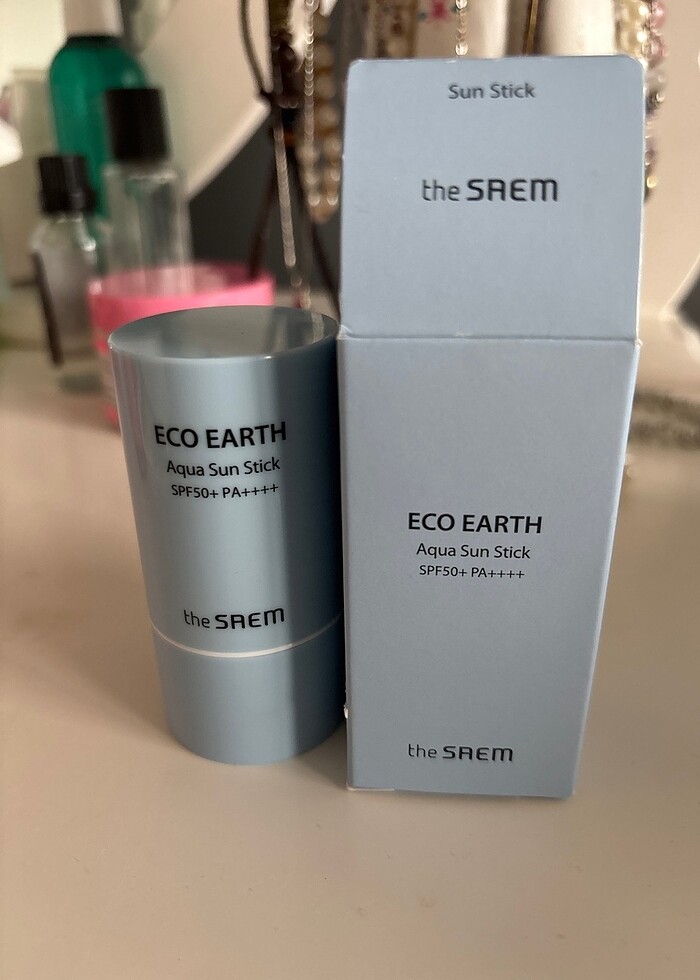 ECO EARTH
Aqua Sun Stick
SPF50+ PA++++
the SAEM
Sun Stick
the SAEM
ECO EARTH
Aqua Sun Stick
SPF50+ PA++++
the SAEM